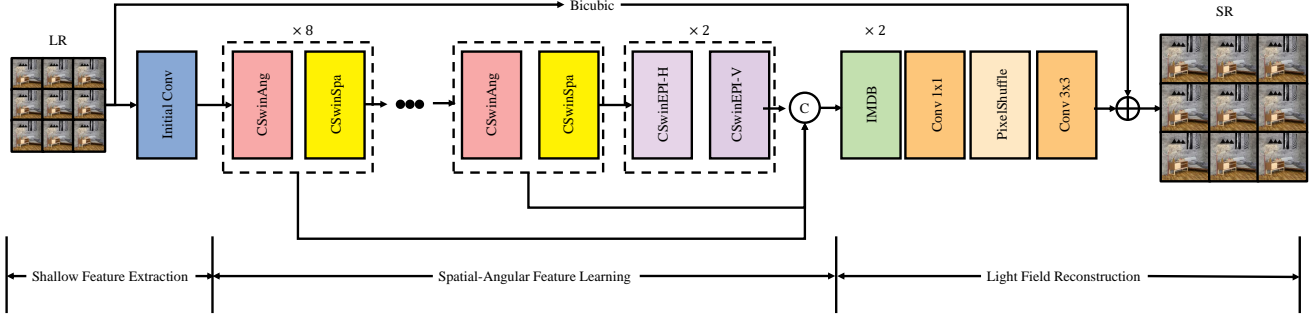 Bicubic
LR
SR
× 8
× 2
× 2
Initial Conv
CSwinAng
CSwinSpa
CSwinAng
CSwinSpa
CSwinEPI-H
CSwinEPI-V
C
IMDB
Conv 1x1
PixelShuffle
Conv 3x3
Shallow Feature Extraction
Spatial-Angular Feature Learning
Light Field Reconstruction